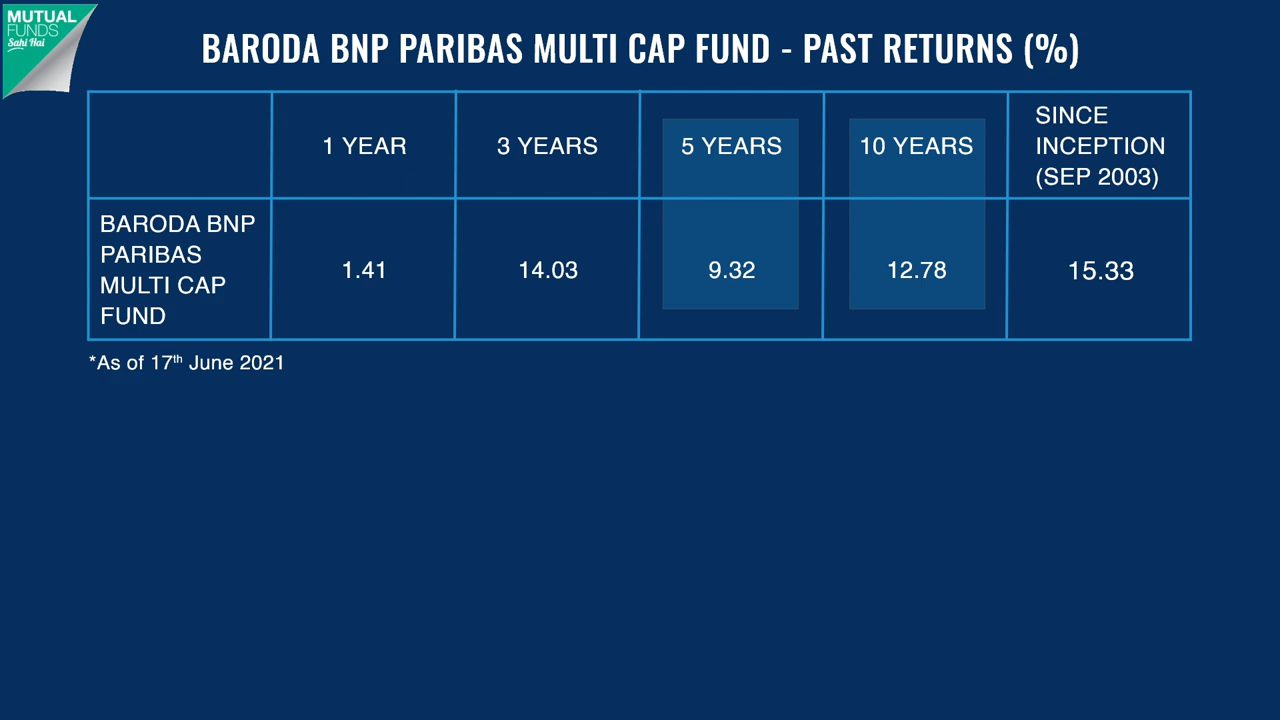 MUTUAL
FUNDS
Sahi Hai
BARODA BNP PARIBAS MULTI CAP FUND - PAST RETURNS (%)
1 YEAR
3 YEARS
5 YEARS
10 YEARS
SINCE
INCEPTION
(SEP 2003)
BARODA BNP
PARIBAS
MULTI CAP
FUND
1.41
14.03
9.32
12.78
15.33
*As of 17th June 2021